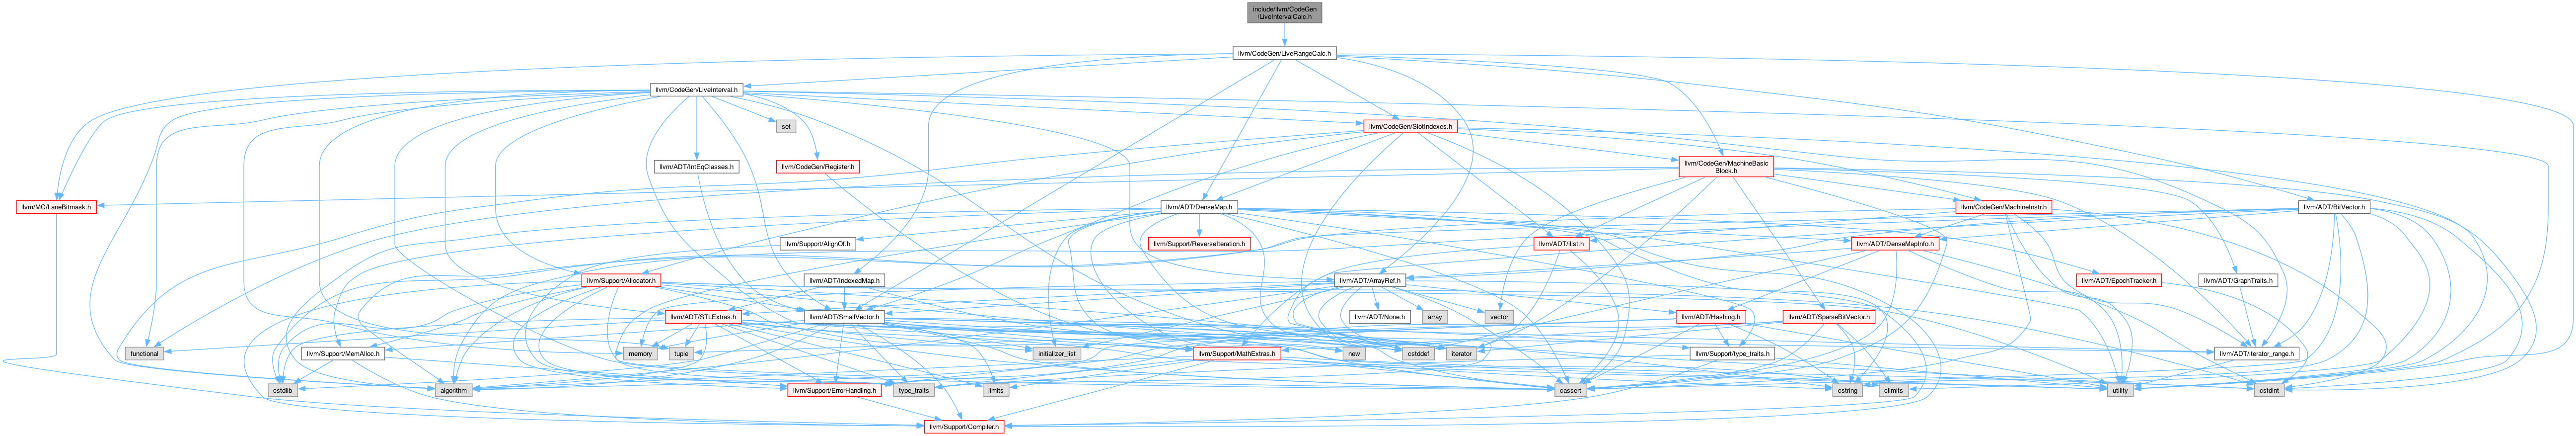 include/llvm/CodeGen
/LiveIntervalCalc.h
llvm/CodeGen/LiveRangeCalc.h
llvm/CodeGen/LiveInterval.h
set
llvm/CodeGen/SlotIndexes.h
llvm/ADT/IntEqClasses.h
llvm/CodeGen/Register.h
llvm/CodeGen/MachineBasic
Block.h
llvm/MC/LaneBitmask.h
llvm/ADT/DenseMap.h
llvm/CodeGen/MachineInstr.h
llvm/ADT/BitVector.h
llvm/Support/AlignOf.h
llvm/Support/ReverseIteration.h
llvm/ADT/ilist.h
llvm/ADT/DenseMapInfo.h
llvm/Support/Allocator.h
llvm/ADT/IndexedMap.h
llvm/ADT/ArrayRef.h
llvm/ADT/EpochTracker.h
llvm/ADT/GraphTraits.h
llvm/ADT/STLExtras.h
llvm/ADT/SmallVector.h
llvm/ADT/None.h
array
vector
llvm/ADT/Hashing.h
llvm/ADT/SparseBitVector.h
functional
llvm/Support/MemAlloc.h
memory
tuple
initializer_list
llvm/Support/MathExtras.h
new
cstddef
iterator
llvm/Support/type_traits.h
llvm/ADT/iterator_range.h
cstdlib
algorithm
llvm/Support/ErrorHandling.h
type_traits
limits
cassert
cstring
climits
utility
cstdint
llvm/Support/Compiler.h